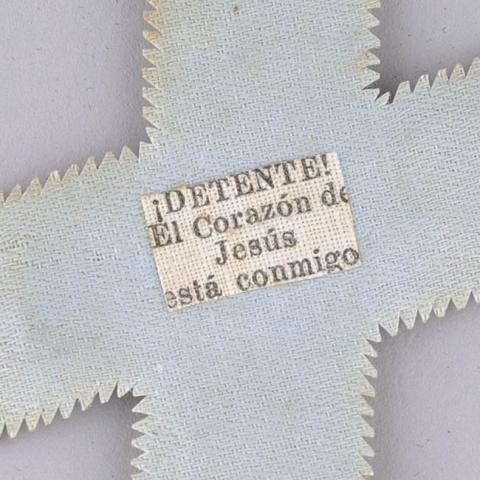 ¡DETENTE!
El Corazón de
Jesús
está conmigo